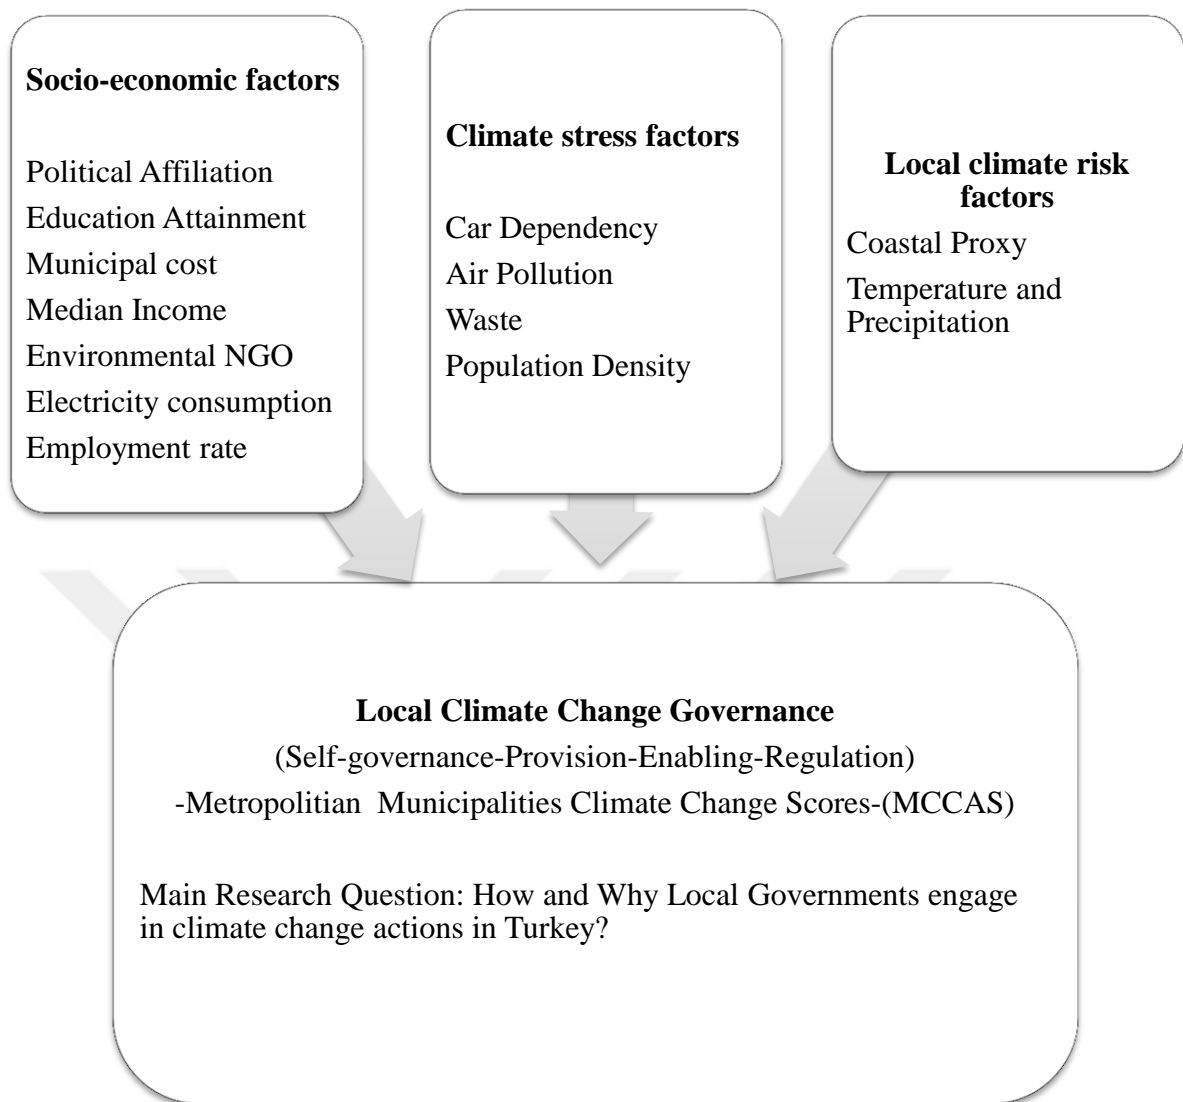 Socio-economic factors
Political Affiliation
Education Attainment
Municipal cost
Median Income
Environmental NGO
Electricity consumption
Employment rate
Climate stress factors
Car Dependency
Air Pollution
Waste
Population Density
Local climate risk
factors
Coastal Proxy
Temperature and
Precipitation
Local Climate Change Governance
(Self-governance-Provision-Enabling-Regulation)
-Metropolitian Municipalities Climate Change Scores-(MCCAS)
Main Research Question: How and Why Local Governments engage
in climate change actions in Turkey?